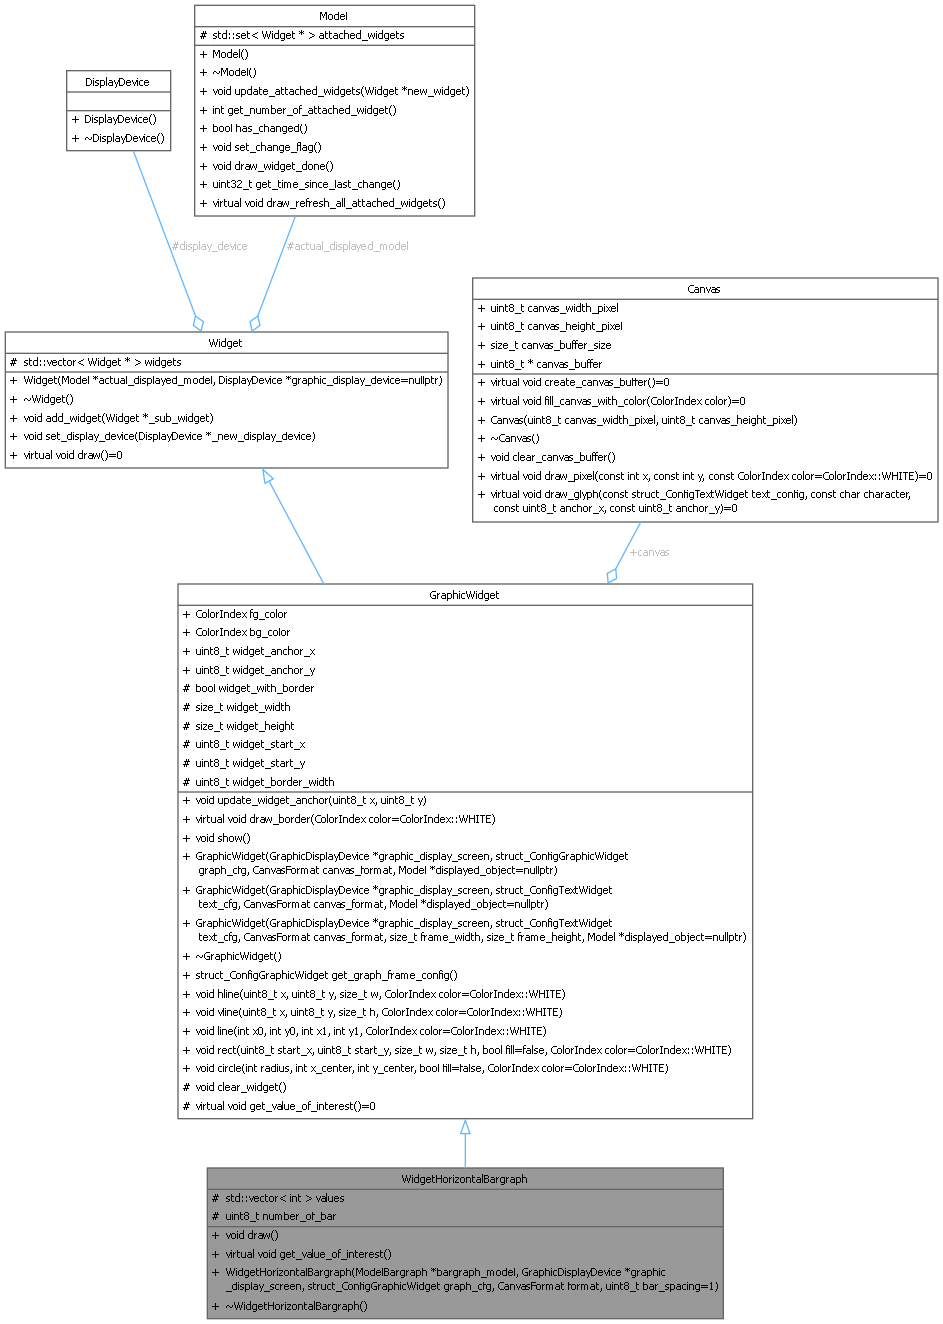 Model
# std::set< Widget * > attached_widgets
+ Model()
+ ~Model()
+ void update_attached_widgets(Widget *new_widget)
+ int get_number_of_attached_widget()
+ bool has_changed()
+ void set_change_flag()
+ void draw_widget_done()
+ uint32_t get_time_since_last_change()
+ virtual void draw_refresh_all_attached_widgets()
DisplayDevice
+ DisplayDevice()
+ ~DisplayDevice()
#display_device
#actual_displayed_model
Canvas
+ uint8_t canvas_width_pixel
+ uint8_t canvas_height_pixel
+ size_t canvas_buffer_size
+ uint8_t * canvas_buffer
+ virtual void create_canvas_buffer()=0
+ virtual void fill_canvas_with_color(ColorIndex color)=0
+ Canvas(uint8_t canvas_width_pixel, uint8_t canvas_height_pixel)
+ ~Canvas()
+ void clear_canvas_buffer()
+ virtual void draw_pixel(const int x, const int y, const ColorIndex color=ColorIndex::WHITE)=0
+ virtual void draw_glyph(const struct_ConfigTextWidget text_config, const char character,
const uint8_t anchor_x, const uint8_t anchor_y)=0
Widget
# std::vector< Widget * > widgets
+ Widget(Model *actual_displayed_model, DisplayDevice *graphic_display_device=nullptr)
+ ~Widget()
+ void add_widget(Widget *_sub_widget)
+ void set_display_device(DisplayDevice *_new_display_device)
+ virtual void draw()=0
+canvas
GraphicWidget
+ ColorIndex fg_color
+ ColorIndex bg_color
+ uint8_t widget_anchor_x
+ uint8_t widget_anchor_y
# bool widget_with_border
# size_t widget_width
# size_t widget_height
# uint8_t widget_start_x
# uint8_t widget_start_y
# uint8_t widget_border_width
+ void update_widget_anchor(uint8_t x, uint8_t y)
+ virtual void draw_border(ColorIndex color=ColorIndex::WHITE)
+ void show()
+ GraphicWidget(GraphicDisplayDevice *graphic_display_screen, struct_ConfigGraphicWidget
graph_cfg, CanvasFormat canvas_format, Model *displayed_object=nullptr)
+ GraphicWidget(GraphicDisplayDevice *graphic_display_screen, struct_ConfigTextWidget
text_cfg, CanvasFormat canvas_format, Model *displayed_object=nullptr)
+ GraphicWidget(GraphicDisplayDevice *graphic_display_screen, struct_ConfigTextWidget
text_cfg, CanvasFormat canvas_format, size_t frame_width, size_t frame_height, Model *displayed_object=nullptr)
+ ~GraphicWidget()
+ struct_ConfigGraphicWidget get_graph_frame_config()
+ void hline(uint8_t x, uint8_t y, size_t w, ColorIndex color=ColorIndex::WHITE)
+ void vline(uint8_t x, uint8_t y, size_t h, ColorIndex color=ColorIndex::WHITE)
+ void line(int x0, int y0, int x1, int y1, ColorIndex color=ColorIndex::WHITE)
+ void rect(uint8_t start_x, uint8_t start_y, size_t w, size_t h, bool fill=false, ColorIndex color=ColorIndex::WHITE)
+ void circle(int radius, int x_center, int y_center, bool fill=false, ColorIndex color=ColorIndex::WHITE)
# void clear_widget()
# virtual void get_value_of_interest()=0
WidgetHorizontalBargraph
# std::vector< int > values
# uint8_t number_of_bar
+ void draw()
+ virtual void get_value_of_interest()
+ WidgetHorizontalBargraph(ModelBargraph *bargraph_model, GraphicDisplayDevice *graphic
_display_screen, struct_ConfigGraphicWidget graph_cfg, CanvasFormat format, uint8_t bar_spacing=1)
+ ~WidgetHorizontalBargraph()